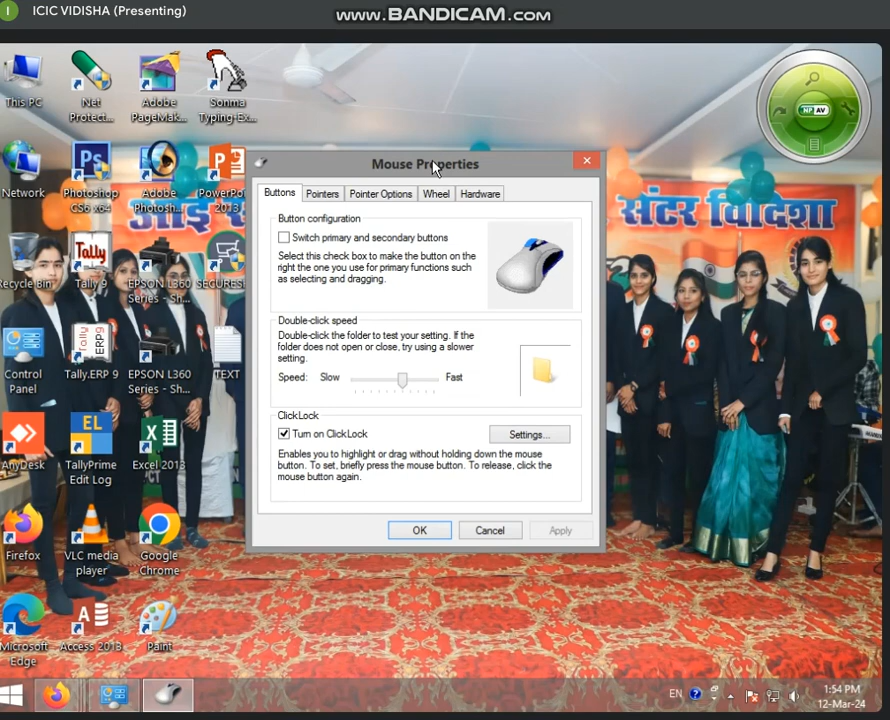 I
ICIC VIDISHA (Presenting)
www.BANDICAM.com
This PC
Net
Protect...
Adobe
PageMak...
Sonma
Typing-Ex...
NP AV
Network
Ps
Photoshop
CS6 x64
Adobe
Photosh...
PowerPoi
2013
Recycle Bin
Tally
Tally 9
EPSON L360
Series - Sh...
SECURESH
Control
Panel
Tally
ERP9
Tally.ERP 9
EPSON L360
Series - Sh...
TEXT
AnyDesk
EL
TallyPrime
Edit Log
Excel 2013
Firefox
VLC media
player
Google
Chrome
Microsoft
Edge
Access 2013
Paint
Mouse Properties
Buttons Pointers Pointer Options Wheel Hardware
Button configuration
Switch primary and secondary buttons
Select this check box to make the button on the
right the one you use for primary functions such
as selecting and dragging.
Double-click speed
Double-click the folder to test your setting. If the
folder does not open or close, try using a slower
setting.
Speed: Slow Fast
ClickLock
Turn on ClickLock
Settings...
Enables you to highlight or drag without holding down the mouse
button. To set, briefly press the mouse button. To release, click the
mouse button again.
OK Cancel Apply
सेंटर विदिशा
EN
1:54 PM
12-Mar-24